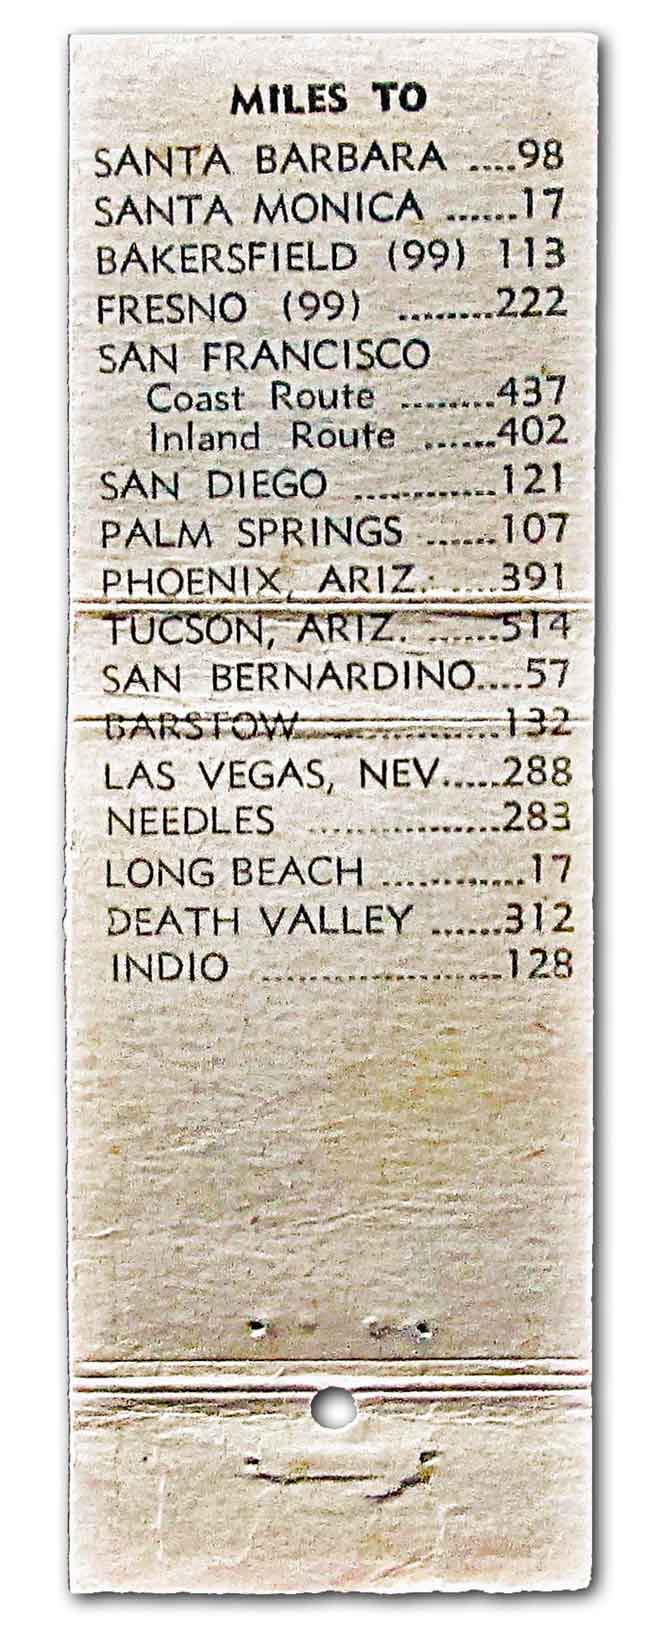 MILES TO
SANTA BARBARA ....98
SANTA MONICA ......17
BAKERSFIELD (99) 113
FRESNO (99) ........222
SAN FRANCISCO
Coast Route ........437
Inland Route ......402
SAN DIEGO ............121
PALM SPRINGS ......107
PHOENIX, ARIZ. ....391
TUCSON, ARIZ. ......514
SAN BERNARDINO....57
BARSTOW ................132
LAS VEGAS, NEV.....288
NEEDLES ................283
LONG BEACH ............17
DEATH VALLEY ......312
INDIO ....................128